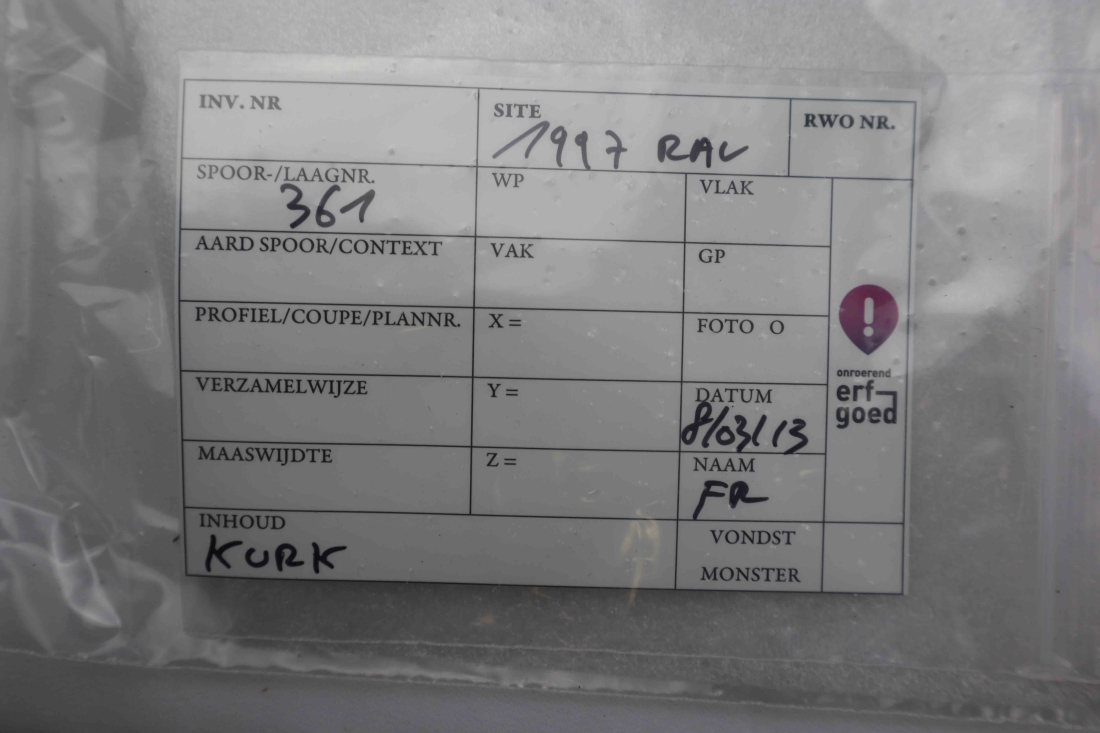 INV. NR
SITE
1997 RAV
RWO NR.
SPOOR-/LAAGNR.
361
WP
VLAK
AARD SPOOR/CONTEXT
VAK
GP
PROFIEL/COUPE/PLANNR.
X =
FOTO O
VERZAMELWIJZE
Y =
DATUM
8/03/13
MAASWIJDTE
Z =
NAAM
FR
INHOUD
KURK
VONDST
MONSTER
onroerend
erf
goed